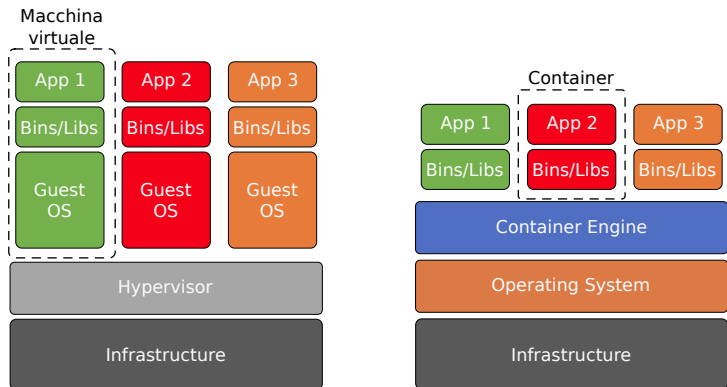 Macchina
virtuale
App 1
App 2
App 3
Bins/Libs
Bins/Libs
Bins/Libs
Guest
OS
Guest
OS
Guest
OS
Hypervisor
Infrastructure
Container
App 1
App 2
App 3
Bins/Libs
Bins/Libs
Bins/Libs
Container Engine
Operating System
Infrastructure